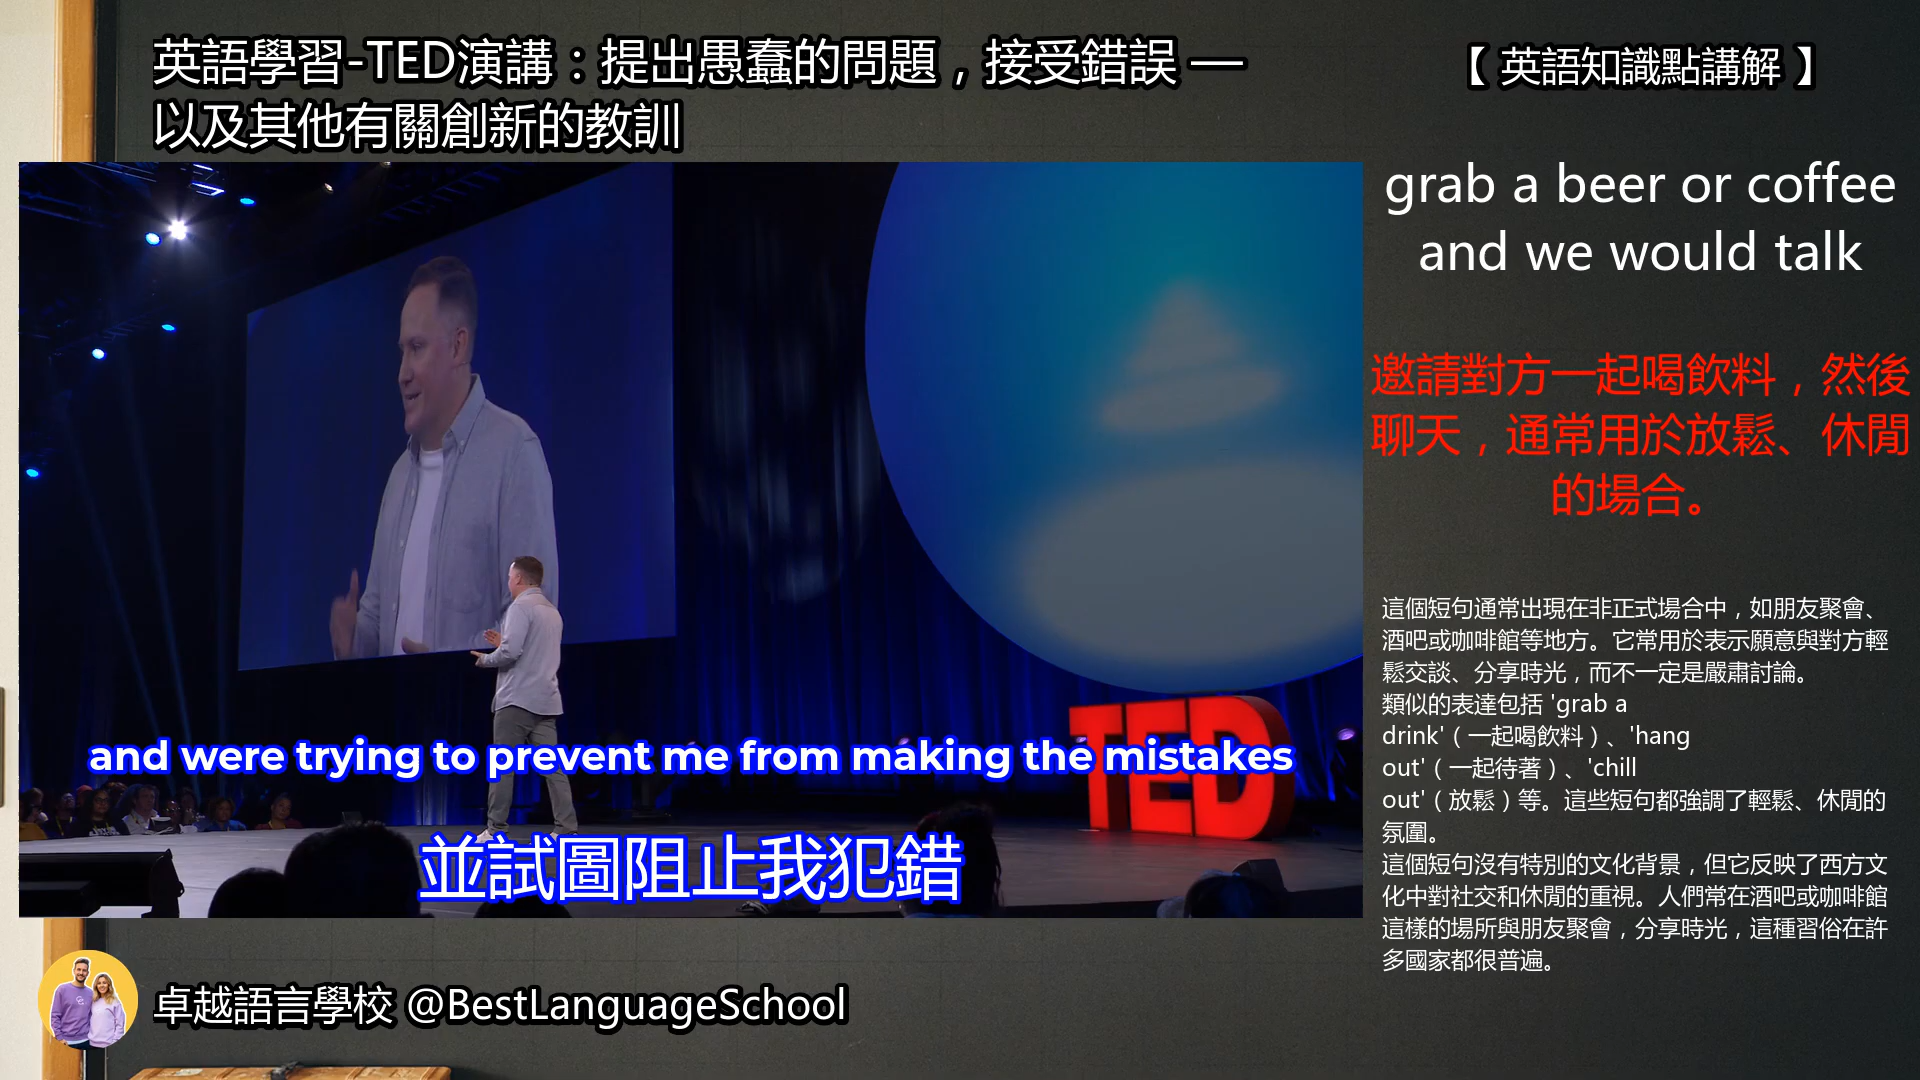 英語學習-TED演講：提出愚蠢的問題，接受錯誤 —
以及其他有關創新的教訓
【 英語知識點講解 】
grab a beer or coffee
and we would talk
邀請對方一起喝飲料，然後
聊天，通常用於放鬆、休閒
的場合。
這個短句通常出現在非正式場合中，如朋友聚會、
酒吧或咖啡館等地方。它常用於表示願意與對方輕
鬆交談、分享時光，而不一定是嚴肅討論。
類似的表達包括 'grab a
drink'（一起喝飲料）、'hang
out'（一起待著）、'chill
out'（放鬆）等。這些短句都強調了輕鬆、休閒的
氛圍。
這個短句沒有特別的文化背景，但它反映了西方文
化中對社交和休閒的重視。人們常在酒吧或咖啡館
這樣的場所與朋友聚會，分享時光，這種習俗在許
多國家都很普遍。
TED
and were trying to prevent me from making the mistakes
並試圖阻止我犯錯
卓越語言學校 @BestLanguageSchool